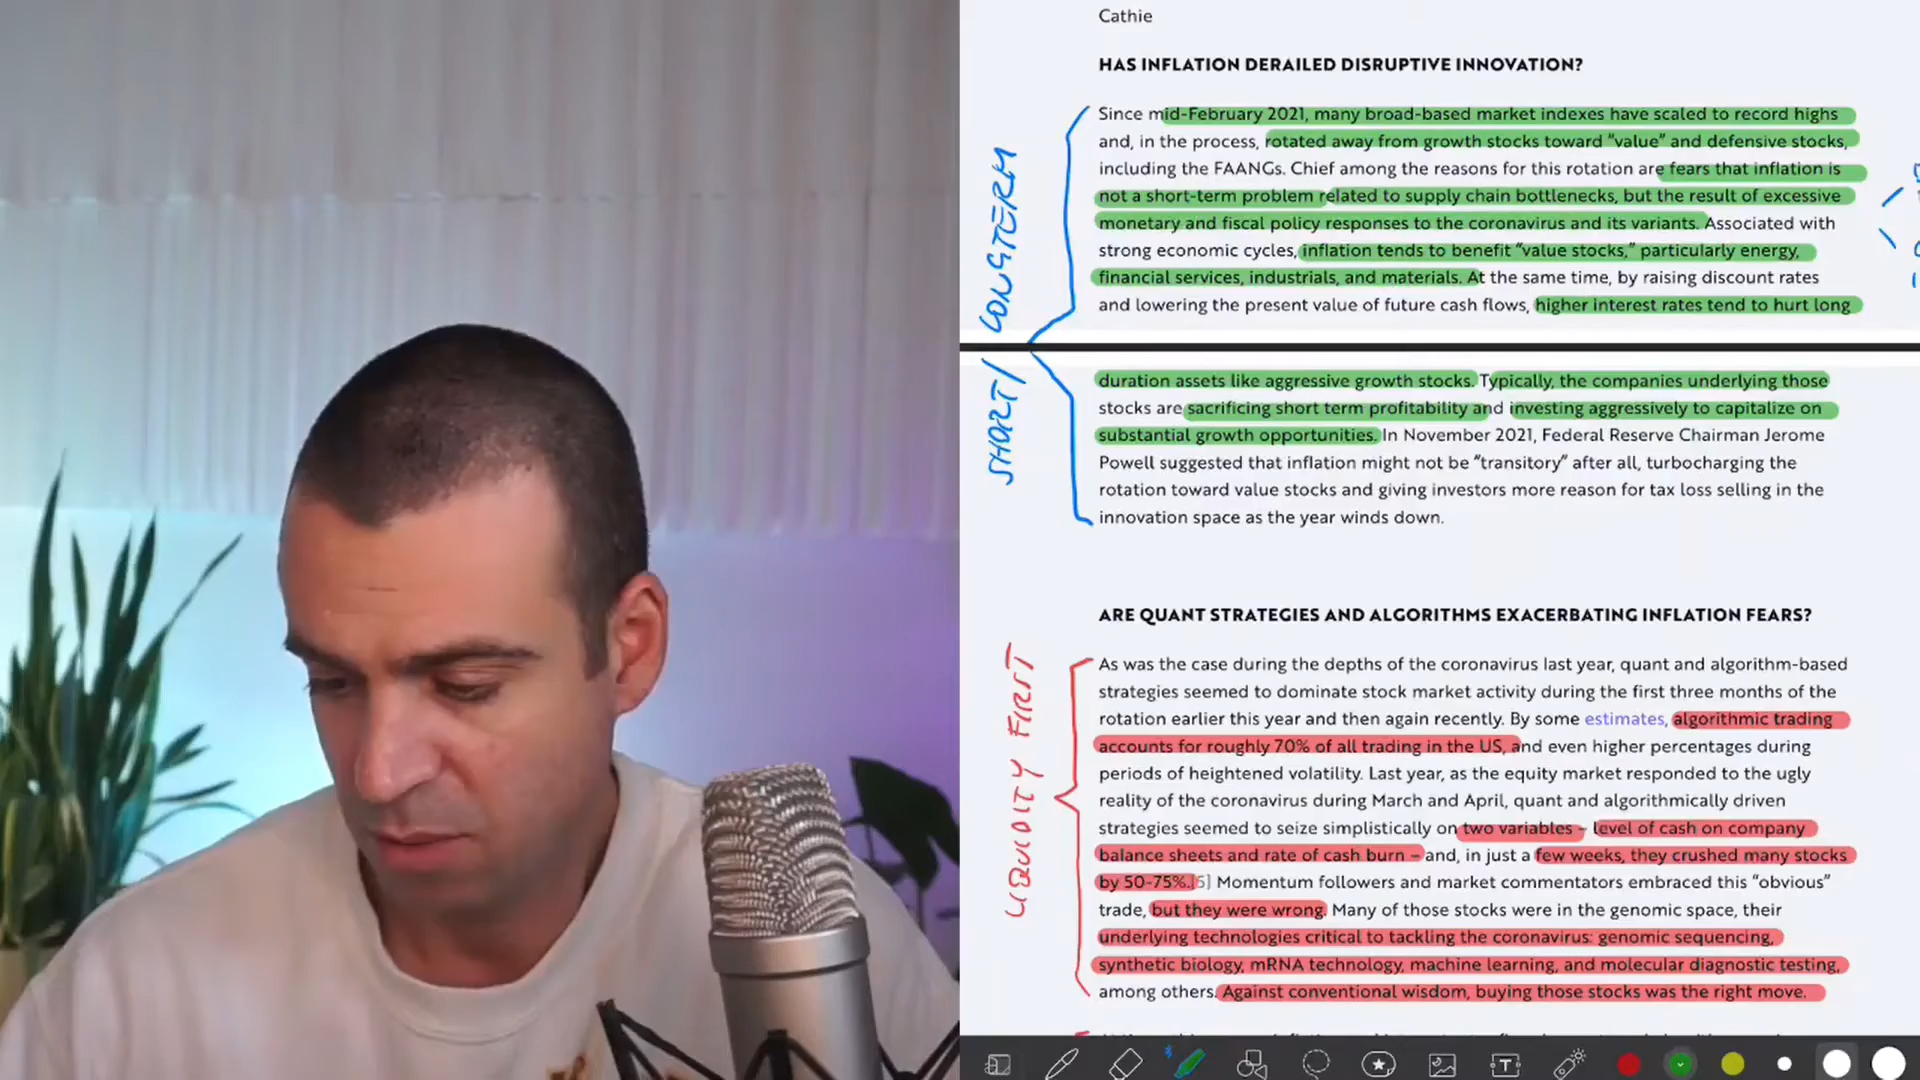 Cathie
HAS INFLATION DERAILED DISRUPTIVE INNOVATION?
Since mid-February 2021, many broad-based market indexes have scaled to record highs
and, in the process, rotated away from growth stocks toward “value” and defensive stocks,
including the FAANGs. Chief among the reasons for this rotation are fears that inflation is
not a short-term problem related to supply chain bottlenecks, but the result of excessive
monetary and fiscal policy responses to the coronavirus and its variants. Associated with
strong economic cycles, inflation tends to benefit “value stocks,” particularly energy,
financial services, industrials, and materials. At the same time, by raising discount rates
and lowering the present value of future cash flows, higher interest rates tend to hurt long
duration assets like aggressive growth stocks. Typically, the companies underlying those
stocks are sacrificing short term profitability and investing aggressively to capitalize on
substantial growth opportunities. In November 2021, Federal Reserve Chairman Jerome
Powell suggested that inflation might not be “transitory” after all, turbocharging the
rotation toward value stocks and giving investors more reason for tax loss selling in the
innovation space as the year winds down.
SHORT/ LONGTERM
ARE QUANT STRATEGIES AND ALGORITHMS EXACERBATING INFLATION FEARS?
As was the case during the depths of the coronavirus last year, quant and algorithm-based
strategies seemed to dominate stock market activity during the first three months of the
rotation earlier this year and then again recently. By some estimates, algorithmic trading
accounts for roughly 70% of all trading in the US, and even higher percentages during
periods of heightened volatility. Last year, as the equity market responded to the ugly
reality of the coronavirus during March and April, quant and algorithmically driven
strategies seemed to seize simplistically on two variables – level of cash on company
balance sheets and rate of cash burn – and, in just a few weeks, they crushed many stocks
by 50-75%.[5] Momentum followers and market commentators embraced this “obvious”
trade, but they were wrong. Many of those stocks were in the genomic space, their
underlying technologies critical to tackling the coronavirus: genomic sequencing,
synthetic biology, mRNA technology, machine learning, and molecular diagnostic testing,
among others. Against conventional wisdom, buying those stocks was the right move.
LIQUIDITY FIRST